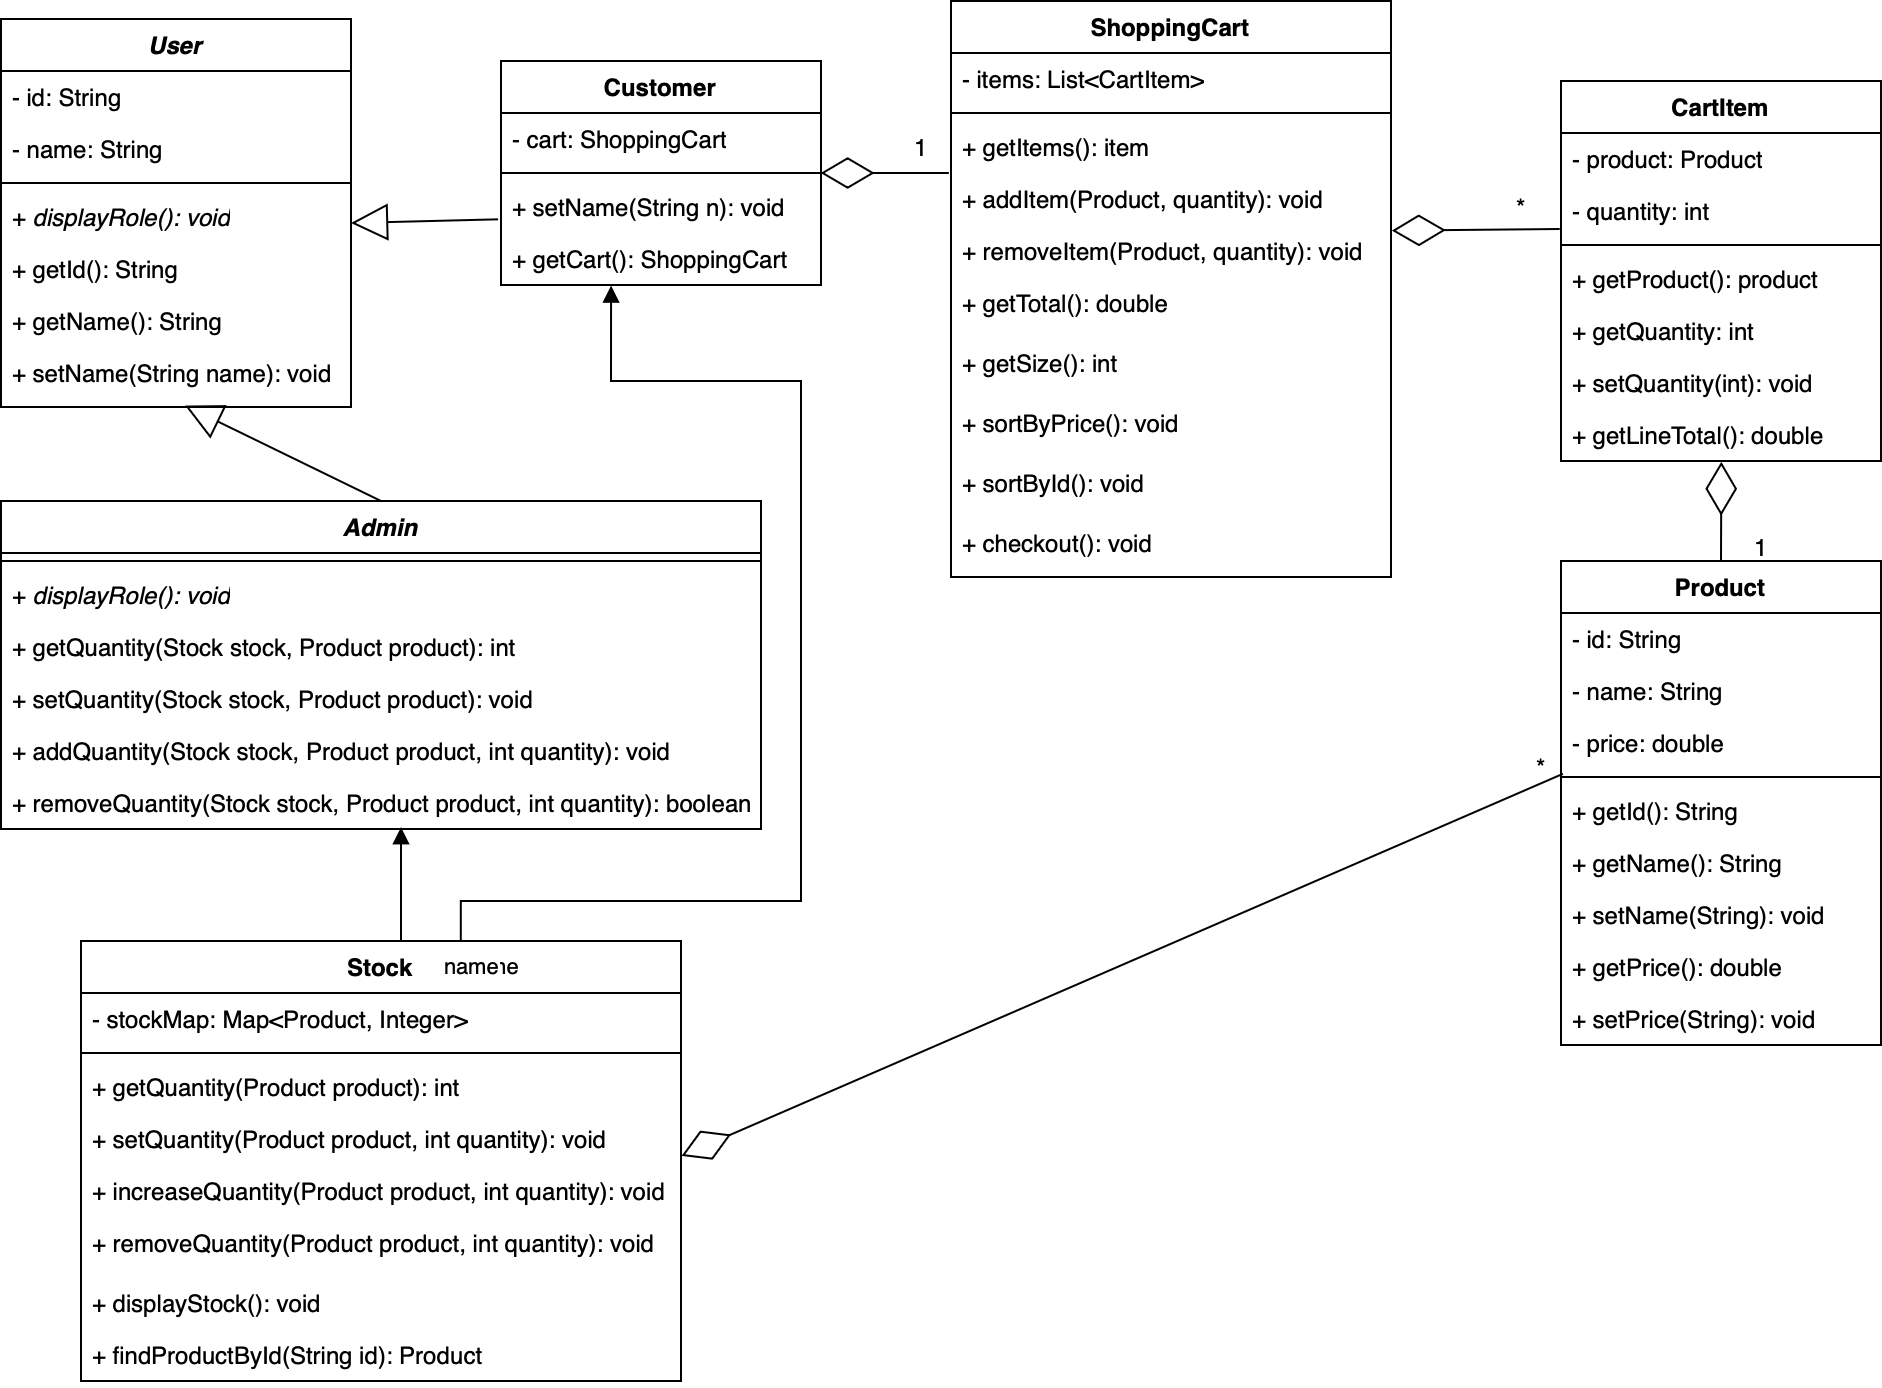 User
- id: String
- name: String
+ displayRole(): void
+ getId(): String
+ getName(): String
+ setName(String name): void
Customer
- cart: ShoppingCart
+ setName(String n): void
+ getCart(): ShoppingCart
1
ShoppingCart
- items: List<CartItem>
+ getItems(): item
+ addItem(Product, quantity): void
+ removeItem(Product, quantity): void
+ getTotal(): double
+ getSize(): int
+ sortByPrice(): void
+ sortById(): void
+ checkout(): void
*
CartItem
- product: Product
- quantity: int
+ getProduct(): product
+ getQuantity: int
+ setQuantity(int): void
+ getLineTotal(): double
1
Admin
+ displayRole(): void
+ getQuantity(Stock stock, Product product): int
+ setQuantity(Stock stock, Product product): void
+ addQuantity(Stock stock, Product product, int quantity): void
+ removeQuantity(Stock stock, Product product, int quantity): boolean
*
Product
- id: String
- name: String
- price: double
+ getId(): String
+ getName(): String
+ setName(String): void
+ getPrice(): double
+ setPrice(String): void
Stock
name
- stockMap: Map<Product, Integer>
+ getQuantity(Product product): int
+ setQuantity(Product product, int quantity): void
+ increaseQuantity(Product product, int quantity): void
+ removeQuantity(Product product, int quantity): void
+ displayStock(): void
+ findProductById(String id): Product